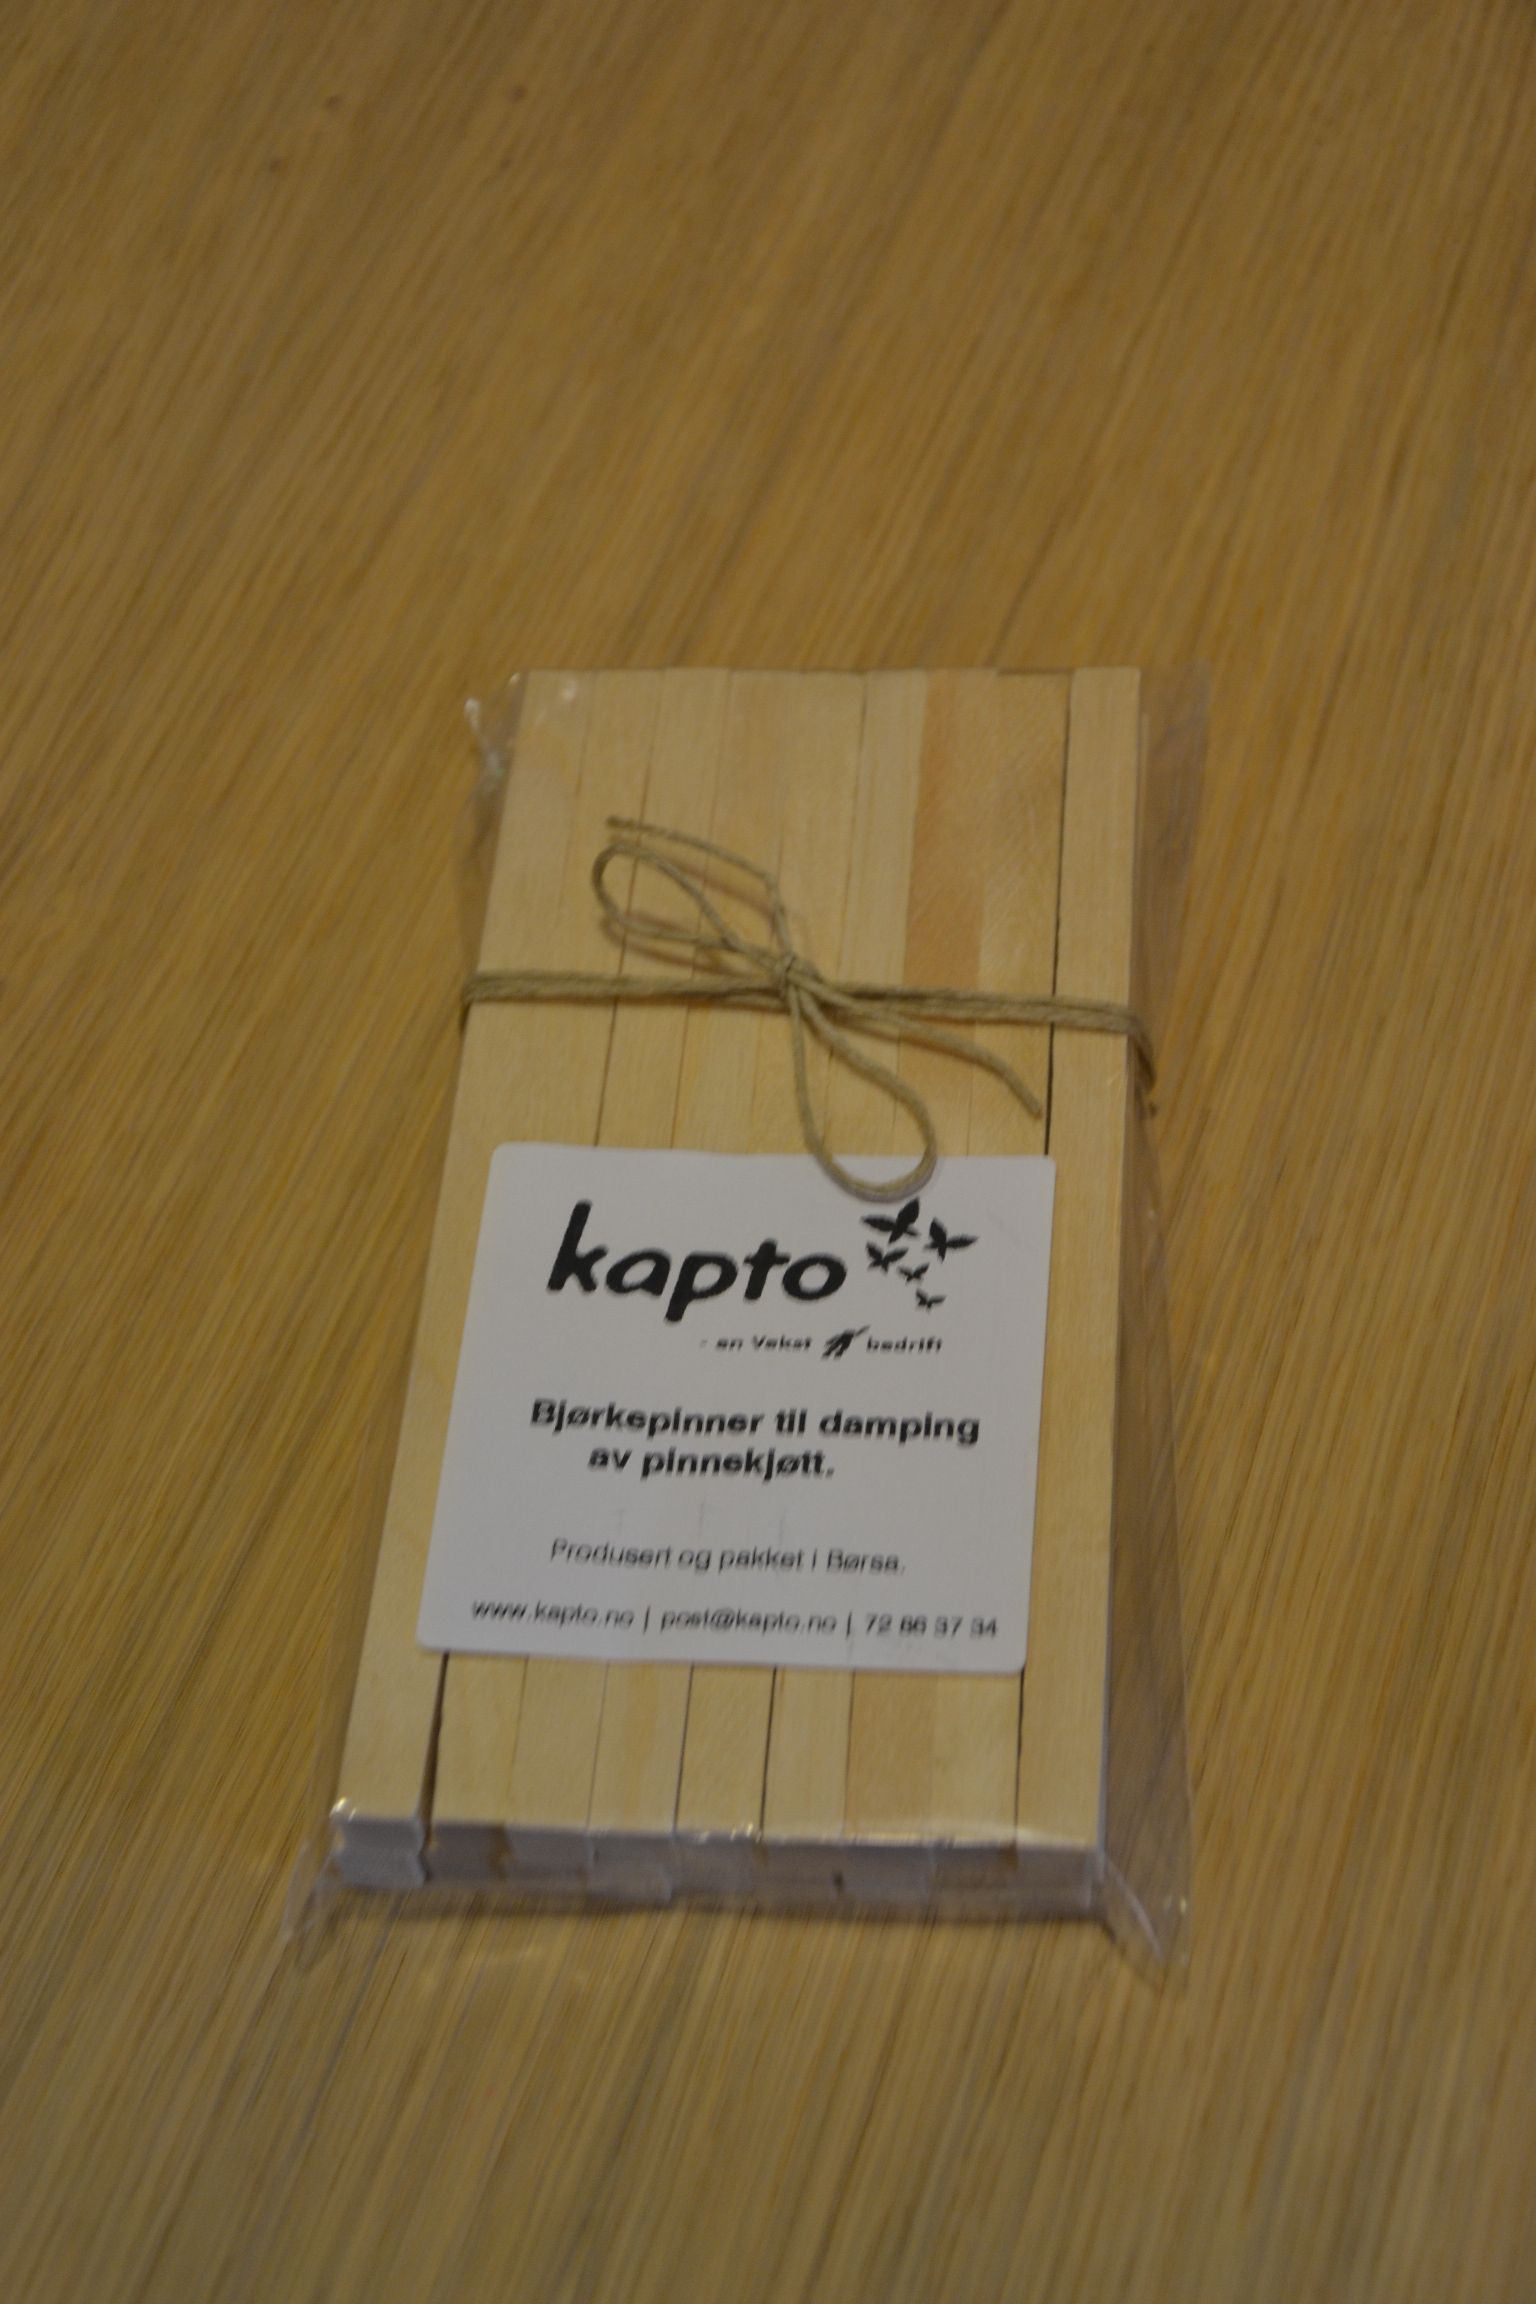 kapto
- en Vekst bedrift
Bjørkepinner til damping
av pinnekjøtt.
Produsert og pakket i Børsa.
www.kapto.no | post@kapto.no | 72 86 37 34